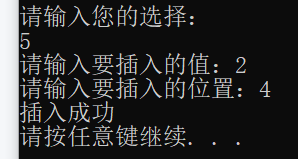 请输入您的选择:
5
请输入要插入的值：2
请输入要插入的位置：4
插入成功
请按任意键继续. . .